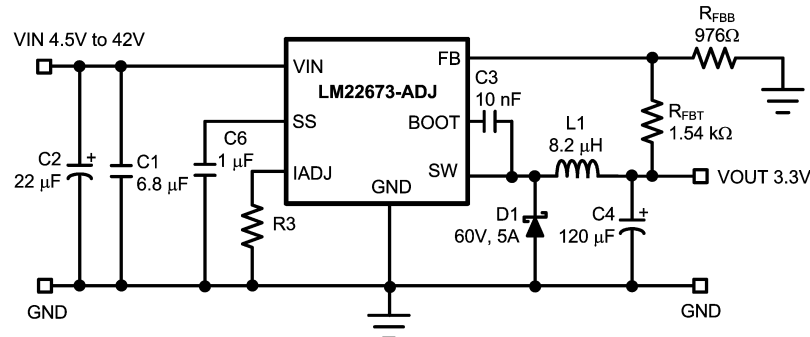 VIN 4.5V to 42V
C2
22 µF
+
C1
6.8 µF
C6
1 µF
R3
VIN
SS
IADJ
LM22673-ADJ
GND
FB
BOOT
SW
C3
10 nF
L1
8.2 µH
D1
60V, 5A
C4
120 µF
+
RFBB
976Ω
RFBT
1.54 kΩ
VOUT 3.3V
GND
GND